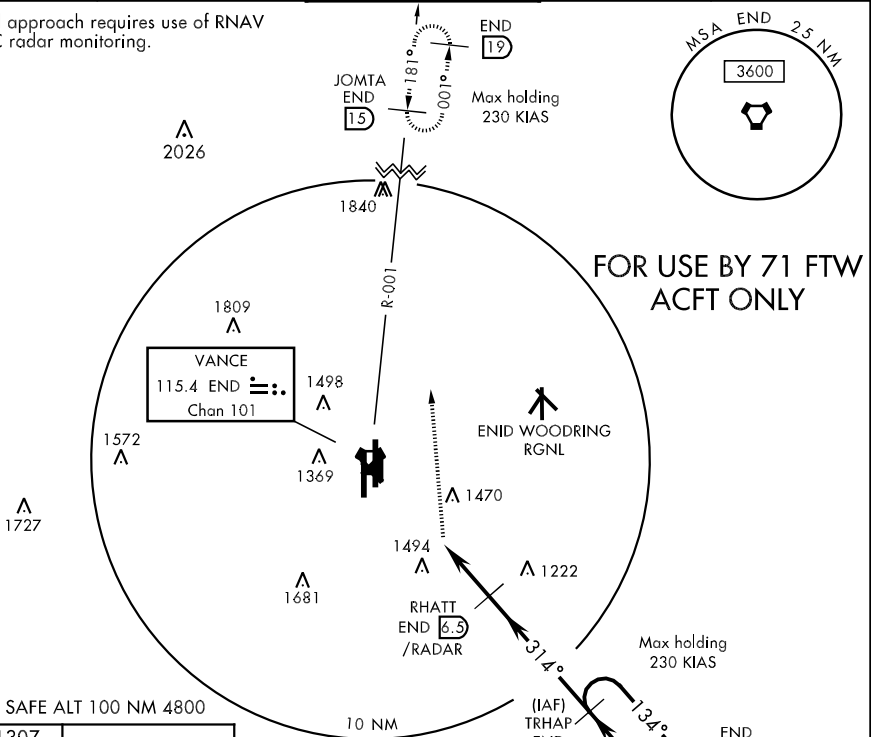 approach requires use of RNAV
radar monitoring.
END
19
JOMTA
END
15
181°
001°
Max holding
230 KIAS
MSA END 25 NM
3600
2026
1840
FOR USE BY 71 FTW
ACFT ONLY
R-001
1809
VANCE
115.4 END
Chan 101
1498
ENID WOODRING
RGNL
1572
1369
1470
1727
1494
1222
1681
RHATT
END 6.5
/RADAR
314°
Max holding
230 KIAS
SAFE ALT 100 NM 4800
(IAF)
TRHAP
134°
10 NM
END